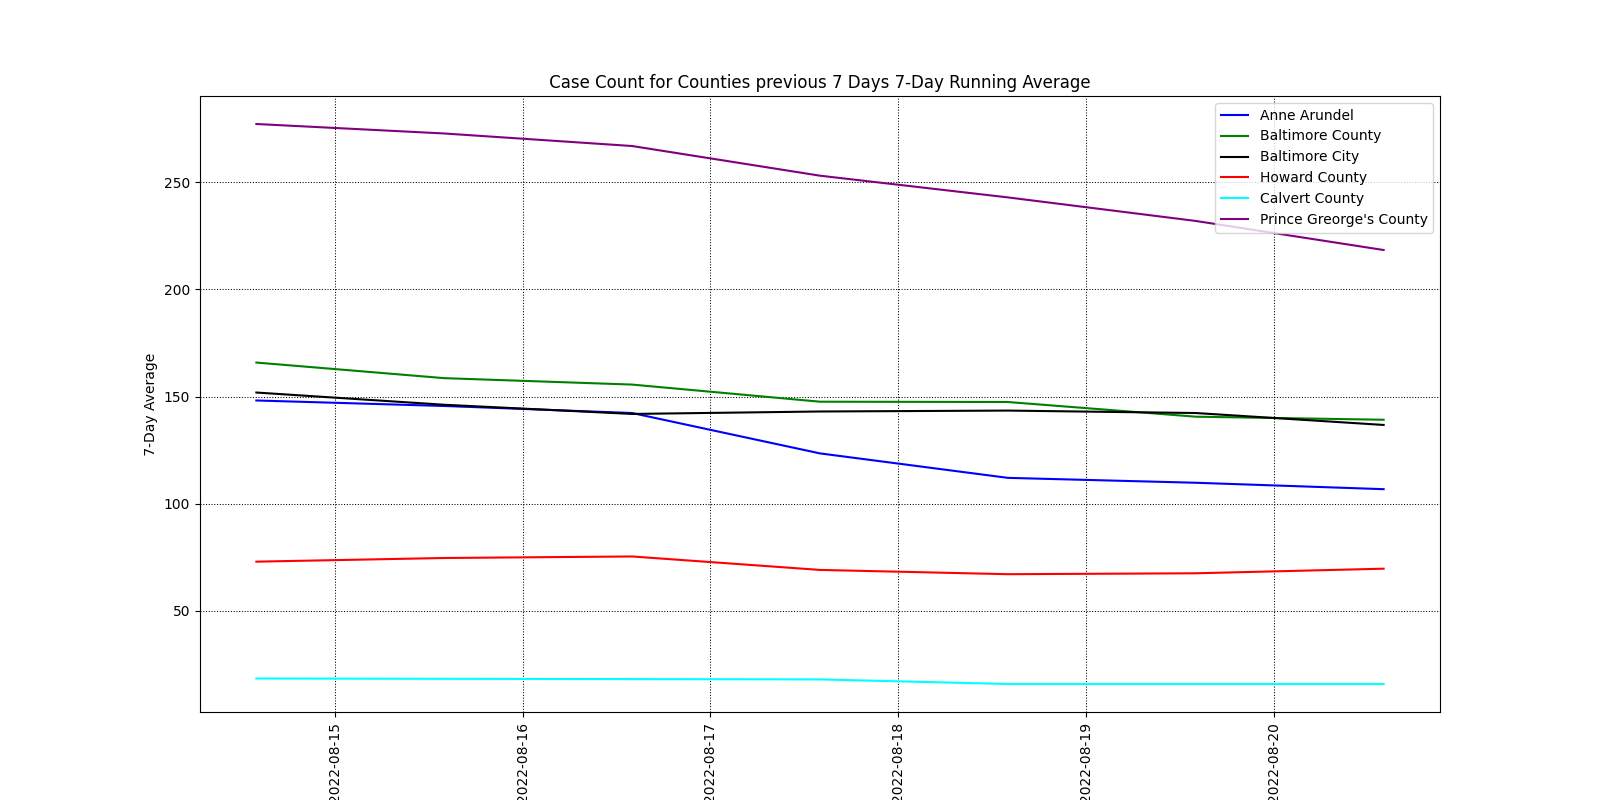 Case Count for Counties previous 7 Days 7-Day Running Average
Anne Arundel
Baltimore County
Baltimore City
Howard County
Calvert County
Prince Greorge's County
7-Day Average
250
200
150
100
50
2022-08-15
2022-08-16
2022-08-17
2022-08-18
2022-08-19
2022-08-20